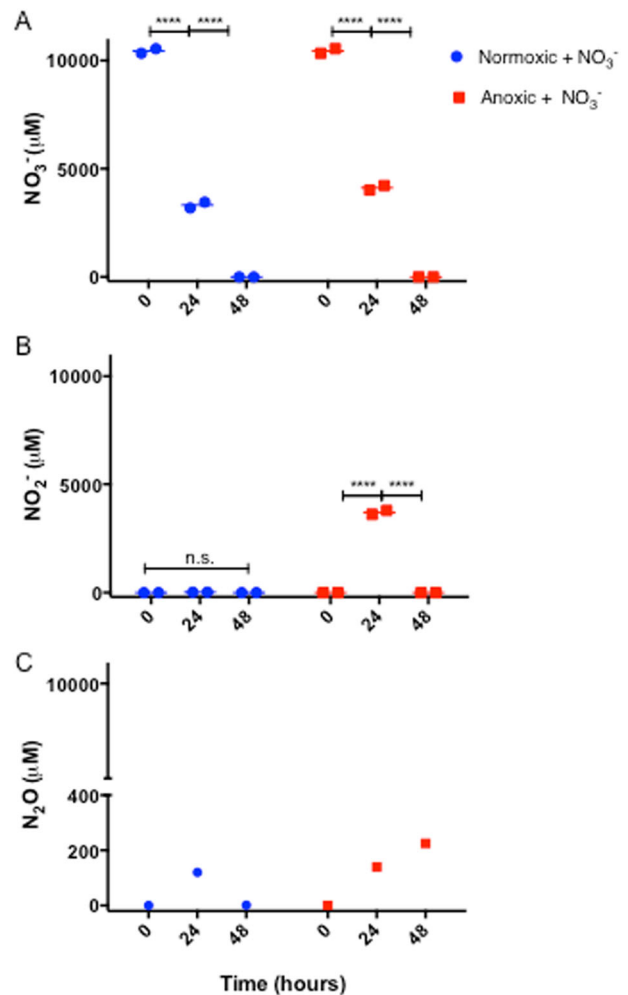 A
**** **** **** ****
10000
5000
0
NO₃⁻(µM)
0 24 48 0 24 48
Normoxic + NO₃⁻
Anoxic + NO₃⁻
B
10000
5000
0
NO₂⁻(µM)
n.s.
**** ****
0 24 48 0 24 48
C
10000
400
200
0
N₂O (µM)
0 24 48 0 24 48
Time (hours)